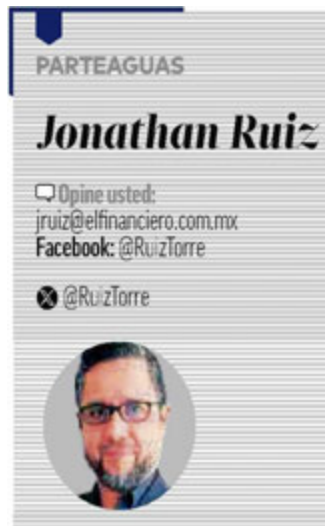 PARTEAGUAS
Jonathan Ruiz
Opine usted:
jruiz@elfinanciero.com.mx
Facebook: @RuizTorre
@RuizTorre